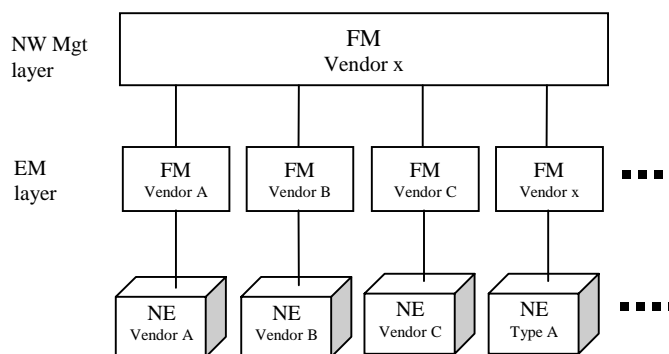 NW Mgt
layer
FM
Vendor x
EM
layer
FM
Vendor A
FM
Vendor B
FM
Vendor C
FM
Vendor x
NE
Vendor A
NE
Vendor B
NE
Vendor C
NE
Type A